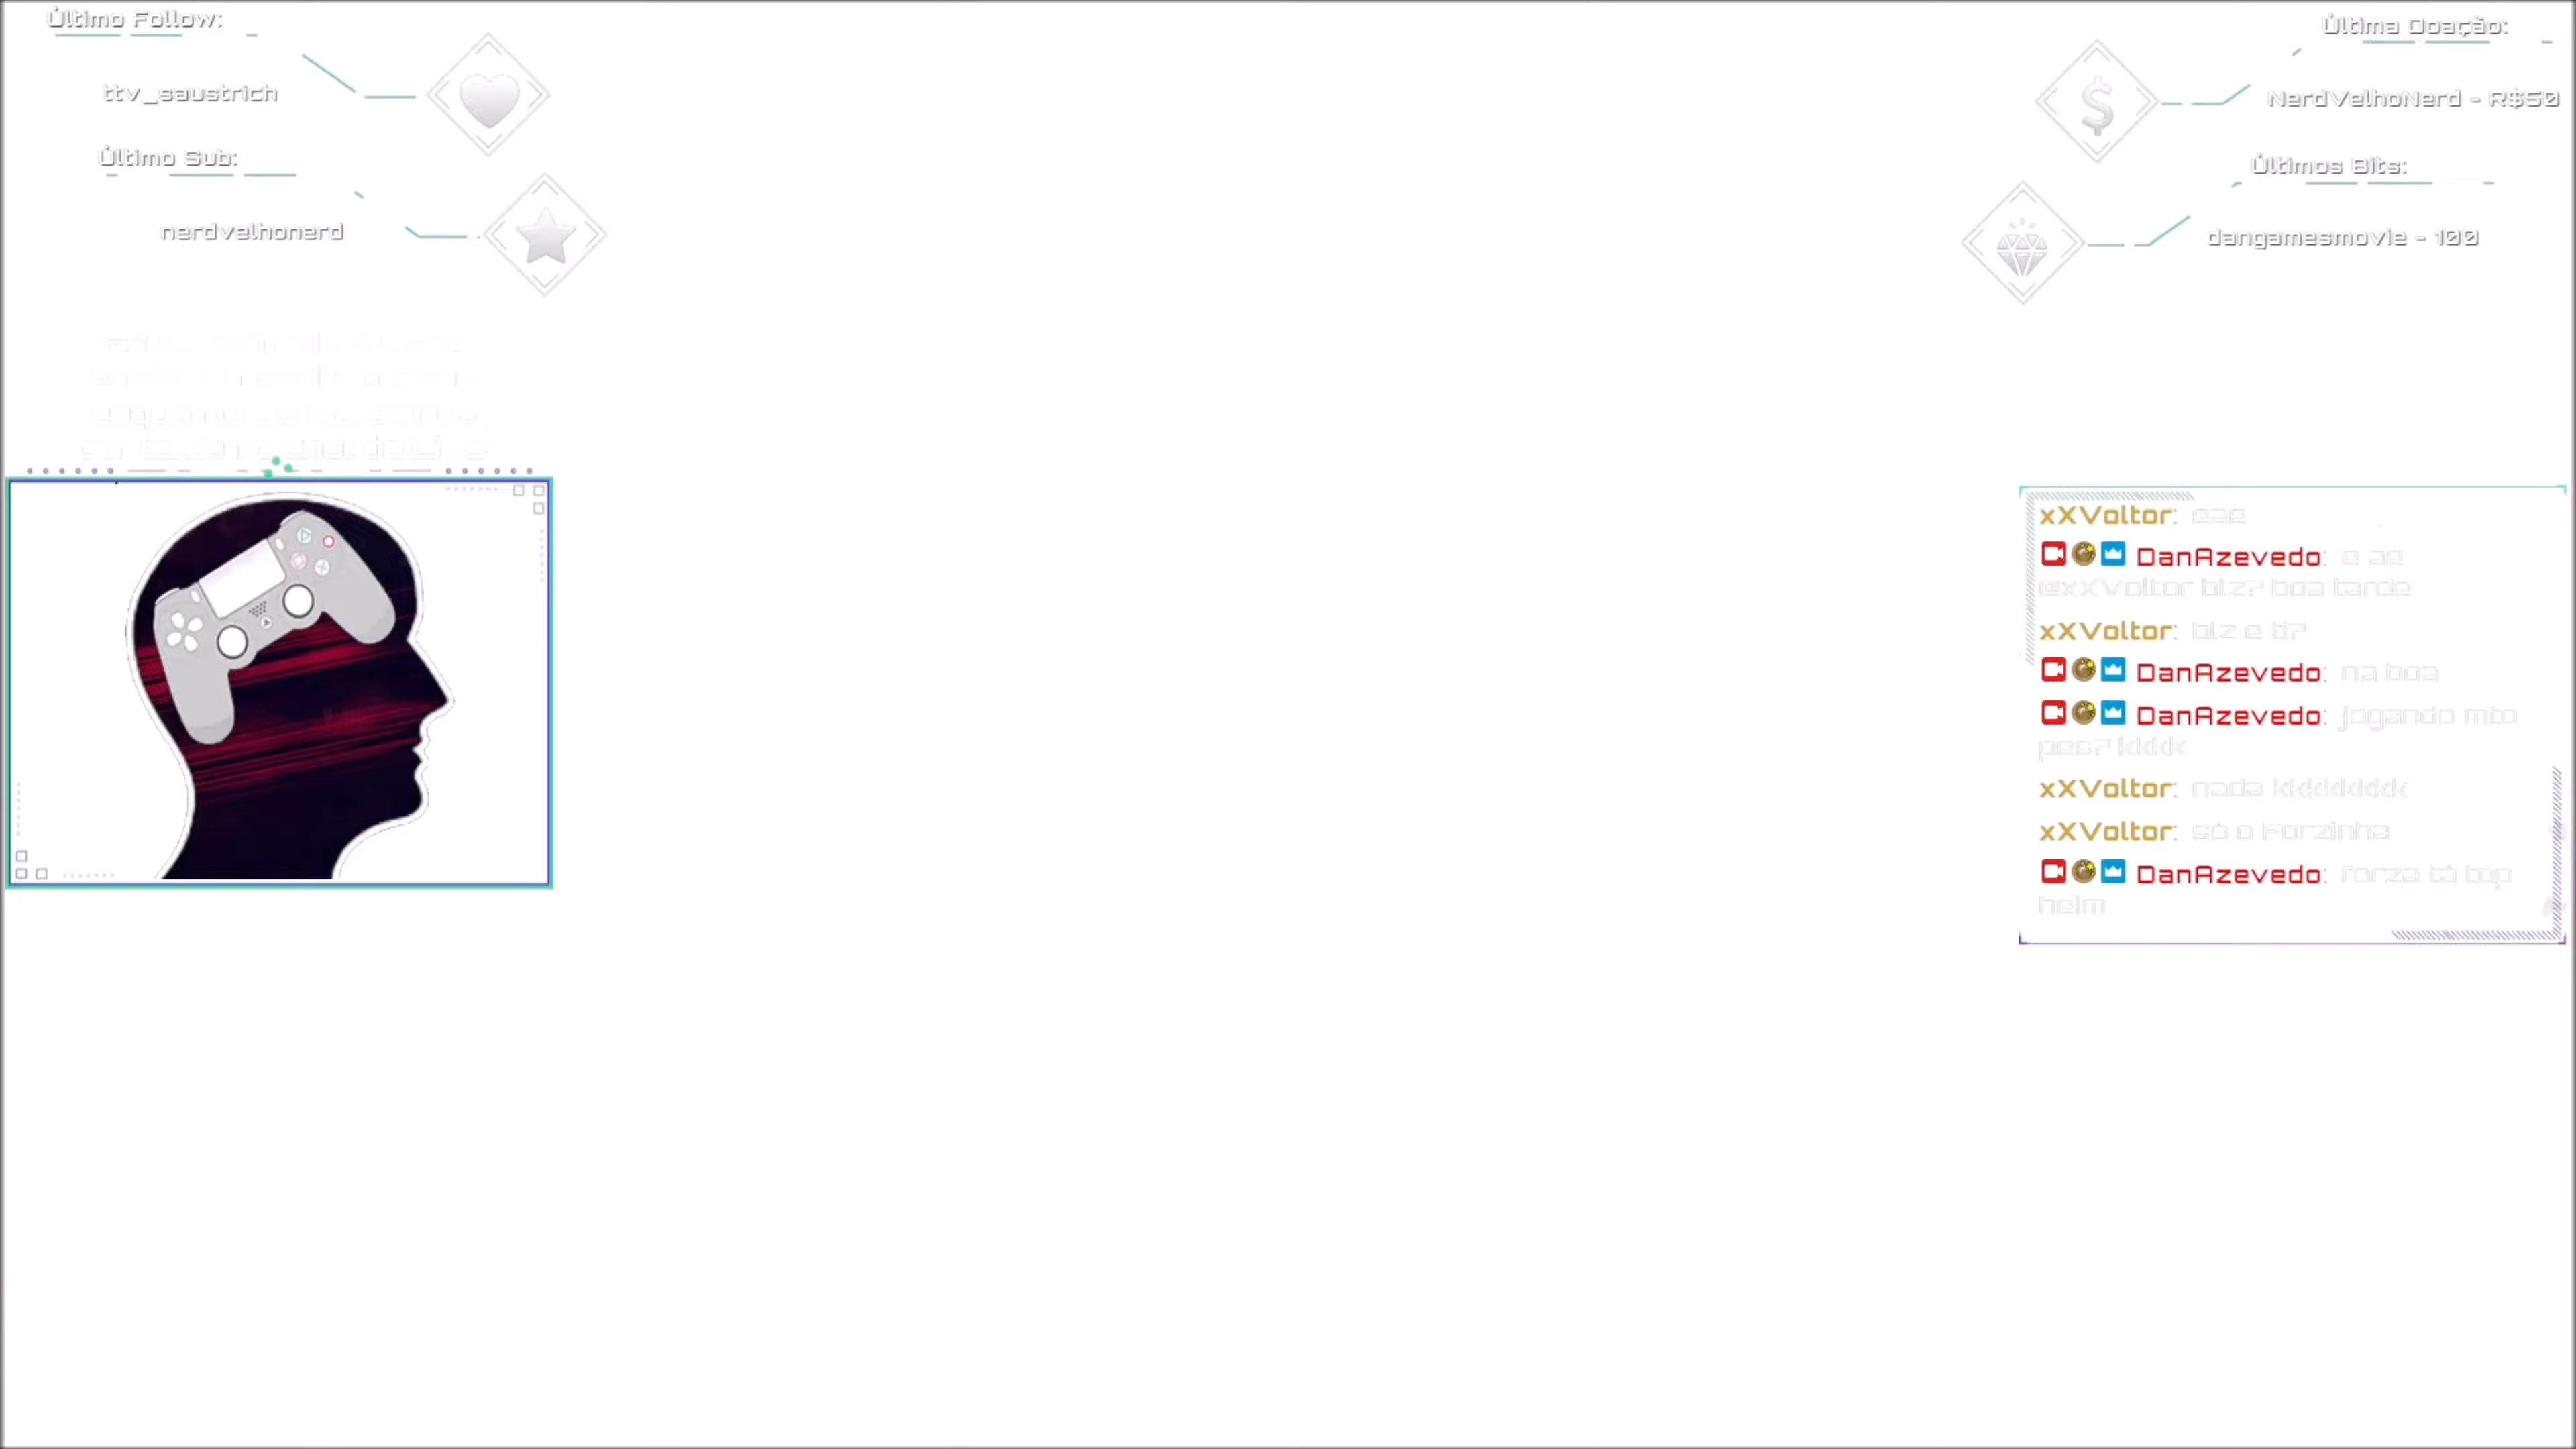 Último Follow:
ttv_saustrich
Último Sub:
nerdvelhonerd
Última Doação:
NerdVelhoNerd - R$50
Últimos Bits:
dangamesmovie - 100
xXVoltor: eae
DanAzevedo: e ae
@xXVoltor blz? boa tarde
xXVoltor: blz e ti?
DanAzevedo: na boa
DanAzevedo: jogando mto
pes? kkkk
xXVoltor: nada
xXVoltor: só o Forzinha
DanAzevedo: forza tá top
heim